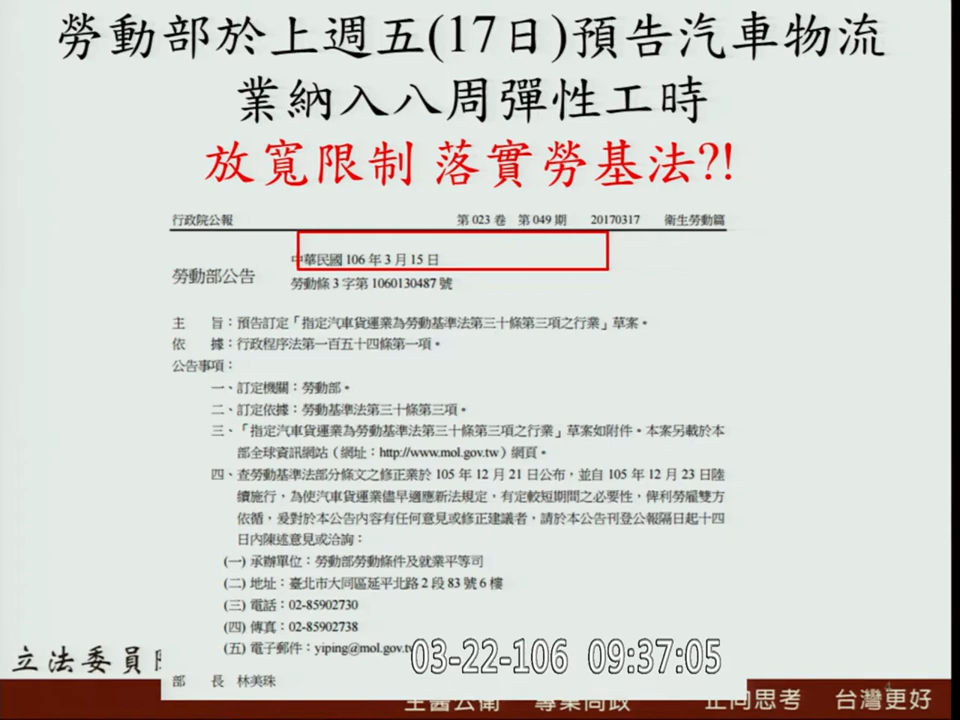 勞動部於上週五(17日)預告汽車物流
業納入八周彈性工時
放寬限制 落實勞基法?!
行政院公報 第 023 卷 第 049 期 20170317 衛生勞動篇
中華民國 106 年 3 月 15 日
勞動部公告
勞動條 3 字第 1060130487 號
主 旨：預告訂定「指定汽車貨運業為勞動基準法第三十條第三項之行業」草案。
依 據：行政程序法第一百五十四條第一項。
公告事項：
一、訂定機關：勞動部。
二、訂定依據：勞動基準法第三十條第三項。
三、「指定汽車貨運業為勞動基準法第三十條第三項之行業」草案如附件。本案另載於本
部全球資訊網站（網址：http://www.mol.gov.tw）網頁。
四、查勞動基準法部分條文之修正業於 105 年 12 月 21 日公布，並自 105 年 12 月 23 日陸
續施行，為使汽車貨運業儘早適應新法規定，有定較短期間之必要性，俾利勞雇雙方
依循，爰對於本公告內容有任何意見或修正建議者，請於本公告刊登公報隔日起十四
日內陳述意見或洽詢：
(一) 承辦單位：勞動部勞動條件及就業平等司
(二) 地址：臺北市大同區延平北路 2 段 83 號 6 樓
(三) 電話：02-85902730
(四) 傳真：02-85902738
(五) 電子郵件：yiping@mol.gov.tw
03-22-106 09:37:05
立法委員
部 長 林美珠
專業問政 正向思考 台灣更好